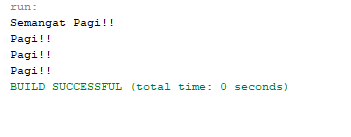 run:
Semangat Pagi!!
Pagi!!
Pagi!!
Pagi!!
BUILD SUCCESSFUL (total time: 0 seconds)